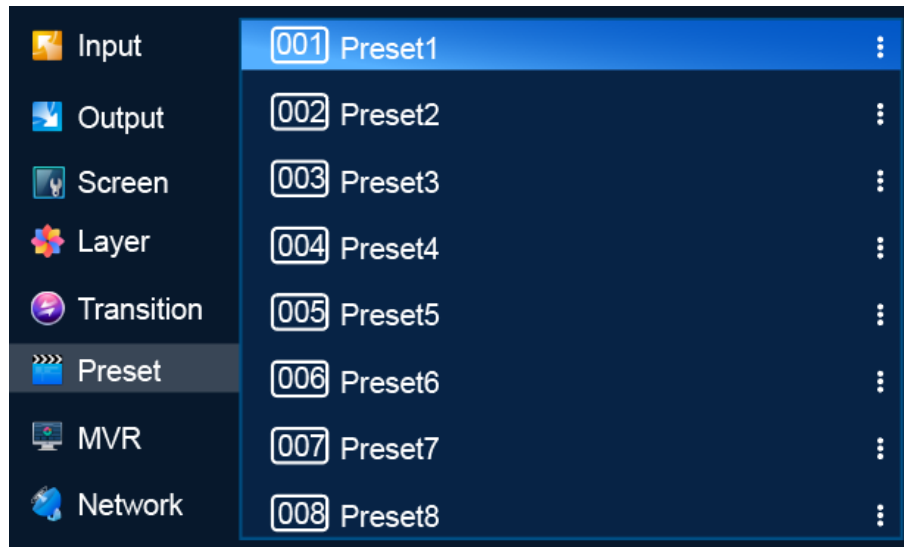 Input
Output
Screen
Layer
Transition
Preset
MVR
Network
001 Preset1
002 Preset2
003 Preset3
004 Preset4
005 Preset5
006 Preset6
007 Preset7
008 Preset8